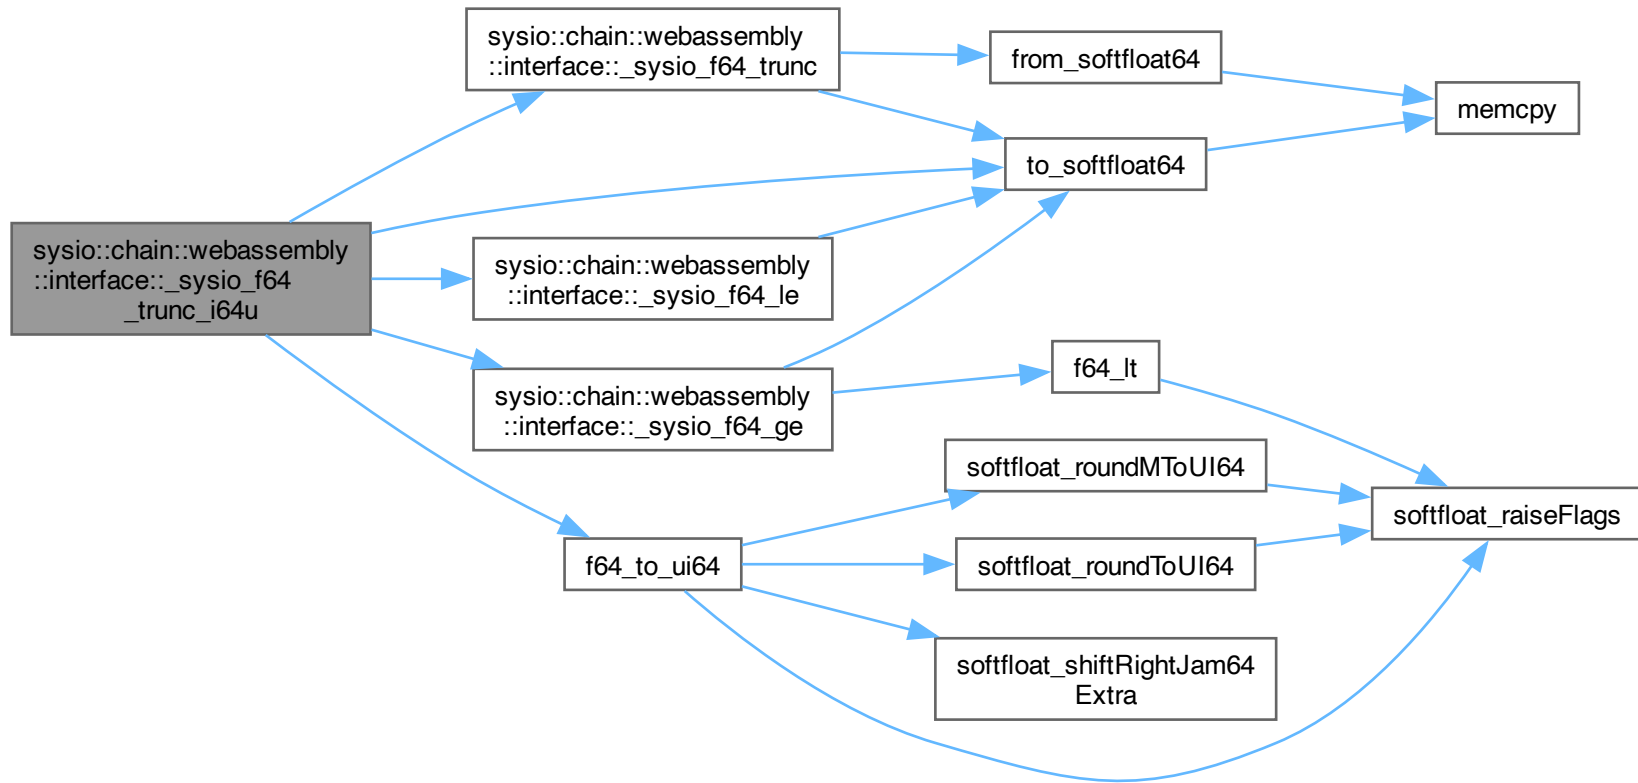 sysio::chain::webassembly
::interface::_sysio_f64
_trunc_i64u
sysio::chain::webassembly
::interface::_sysio_f64_trunc
sysio::chain::webassembly
::interface::_sysio_f64_le
sysio::chain::webassembly
::interface::_sysio_f64_ge
f64_to_ui64
from_softfloat64
to_softfloat64
f64_lt
softfloat_roundMToUI64
softfloat_roundToUI64
softfloat_shiftRightJam64
Extra
memcpy
softfloat_raiseFlags